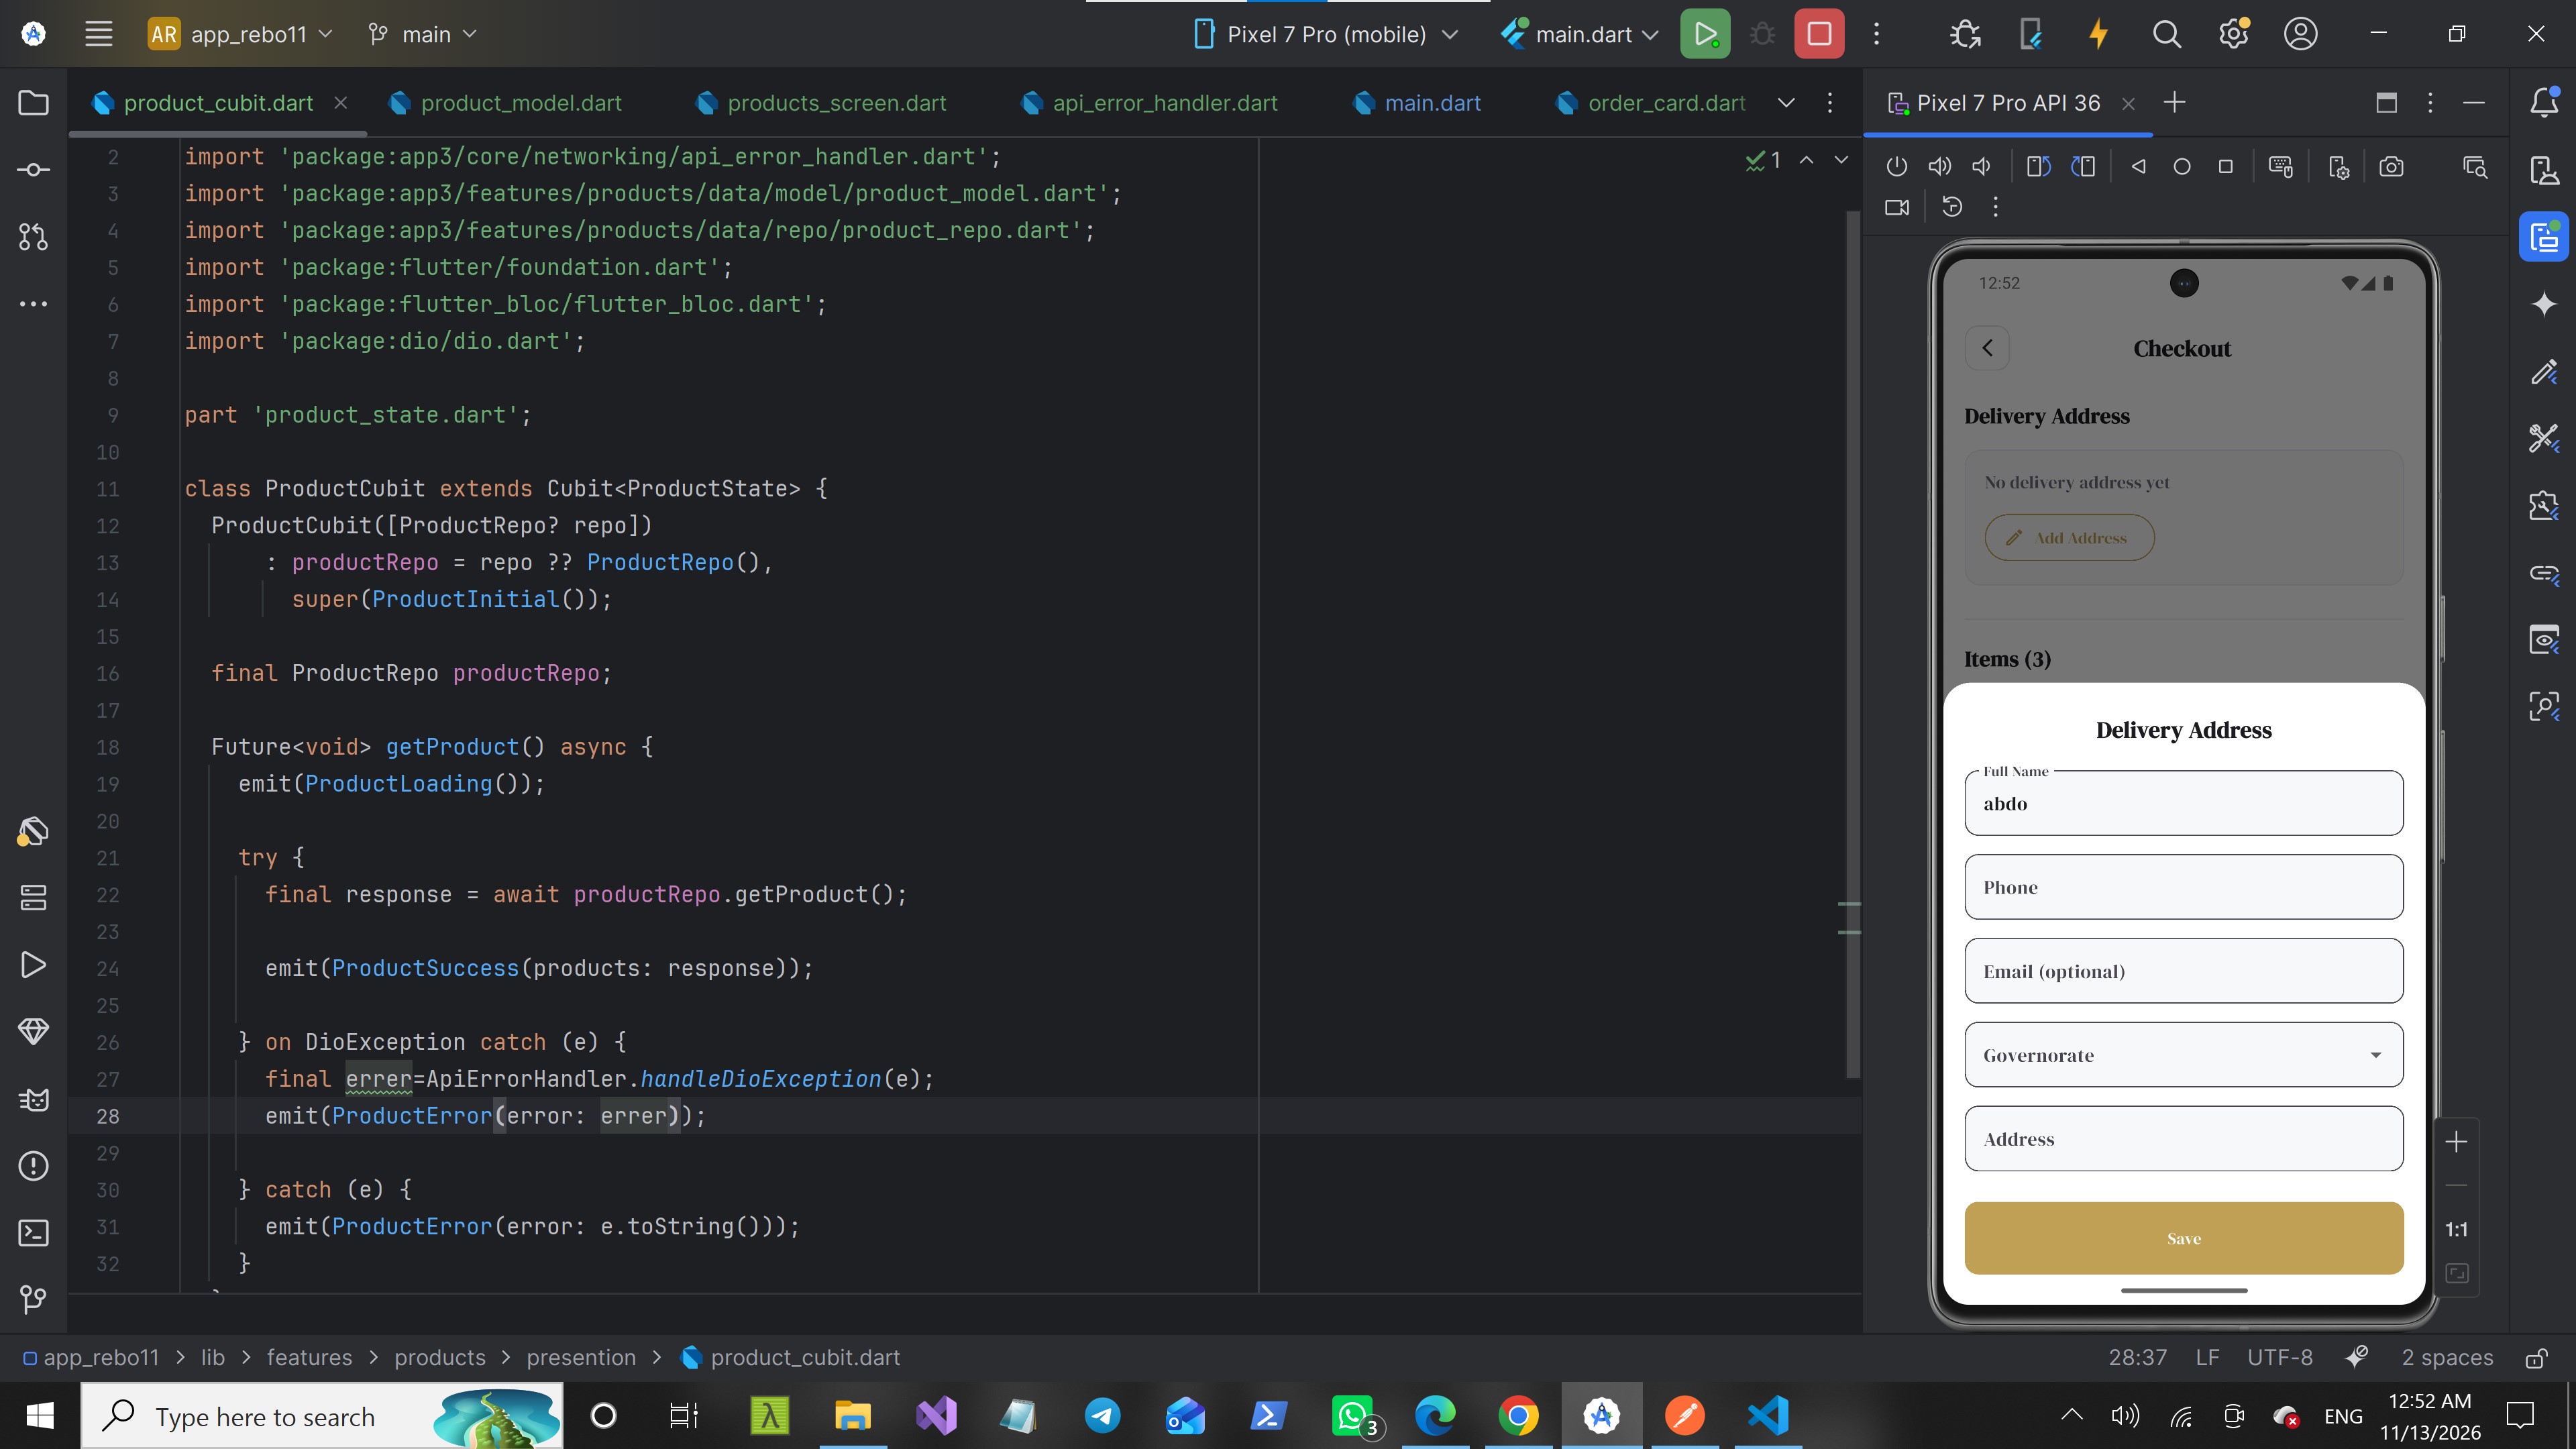 AR app_rebo11 main Pixel 7 Pro (mobile) main.dart
product_cubit.dart product_model.dart products_screen.dart api_error_handler.dart main.dart order_card.dart
Pixel 7 Pro API 36
1
2 import 'package:app3/core/networking/api_error_handler.dart';
3 import 'package:app3/features/products/data/model/product_model.dart';
4 import 'package:app3/features/products/data/repo/product_repo.dart';
5 import 'package:flutter/foundation.dart';
6 import 'package:flutter_bloc/flutter_bloc.dart';
7 import 'package:dio/dio.dart';
8
9 part 'product_state.dart';
10
11 class ProductCubit extends Cubit<ProductState> {
12 ProductCubit([ProductRepo? repo])
13 : productRepo = repo ?? ProductRepo(),
14 super(ProductInitial());
15
16 final ProductRepo productRepo;
17
18 Future<void> getProduct() async {
19 emit(ProductLoading());
20
21 try {
22 final response = await productRepo.getProduct();
23
24 emit(ProductSuccess(products: response));
25
26 } on DioException catch (e) {
27 final errer=ApiErrorHandler.handleDioException(e);
28 emit(ProductError(error: errer));
29
30 } catch (e) {
31 emit(ProductError(error: e.toString()));
32 }
12:52
Checkout
Delivery Address
No delivery address yet
Add Address
Items (3)
Delivery Address
Full Name
abdo
Phone
Email (optional)
Governorate
Address
Save
1:1
app_rebo11 > lib > features > products > presention > product_cubit.dart
28:37 LF UTF-8 2 spaces
Type here to search
3
ENG
12:52 AM
11/13/2026